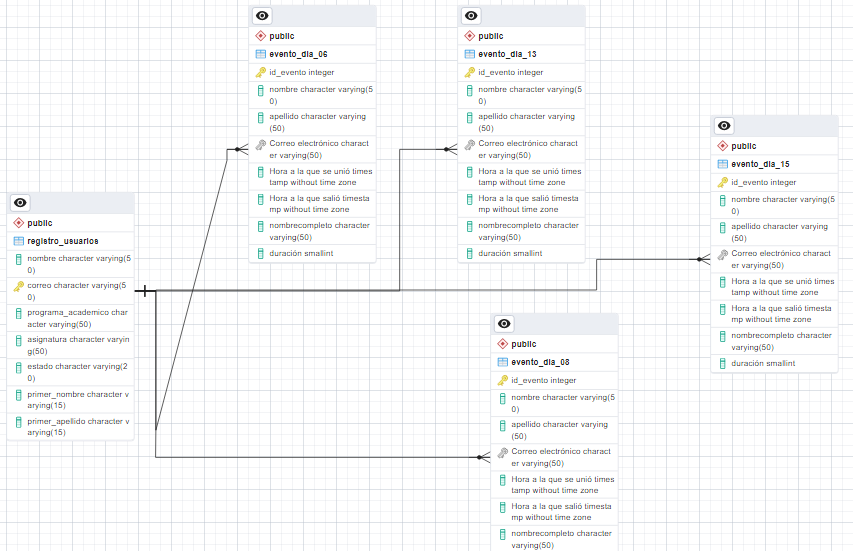 public
evento_dia_06
id_evento integer
nombre character varying(5
0)
apellido character varying
(50)
Correo electrónico charact
er varying(50)
Hora a la que se unió times
tamp without time zone
Hora a la que salió timesta
mp without time zone
nombrecompleto character
varying(50)
duración smallint
public
evento_dia_13
id_evento integer
nombre character varying(5
0)
apellido character varying
(50)
Correo electrónico charact
er varying(50)
Hora a la que se unió times
tamp without time zone
Hora a la que salió timesta
mp without time zone
nombrecompleto character
varying(50)
duración smallint
public
evento_dia_15
id_evento integer
nombre character varying(5
0)
apellido character varying
(50)
Correo electrónico charact
er varying(50)
Hora a la que se unió times
tamp without time zone
Hora a la que salió timesta
mp without time zone
nombrecompleto character
varying(50)
duración smallint
public
registro_usuarios
nombre character varying(5
0)
correo character varying(5
0)
programa_academico char
acter varying(50)
asignatura character varyin
g(50)
estado character varying(2
0)
primer_nombre character v
arying(15)
primer_apellido character v
arying(15)
public
evento_dia_08
id_evento integer
nombre character varying(5
0)
apellido character varying
(50)
Correo electrónico charact
er varying(50)
Hora a la que se unió times
tamp without time zone
Hora a la que salió timesta
mp without time zone
nombrecompleto character
varying(50)